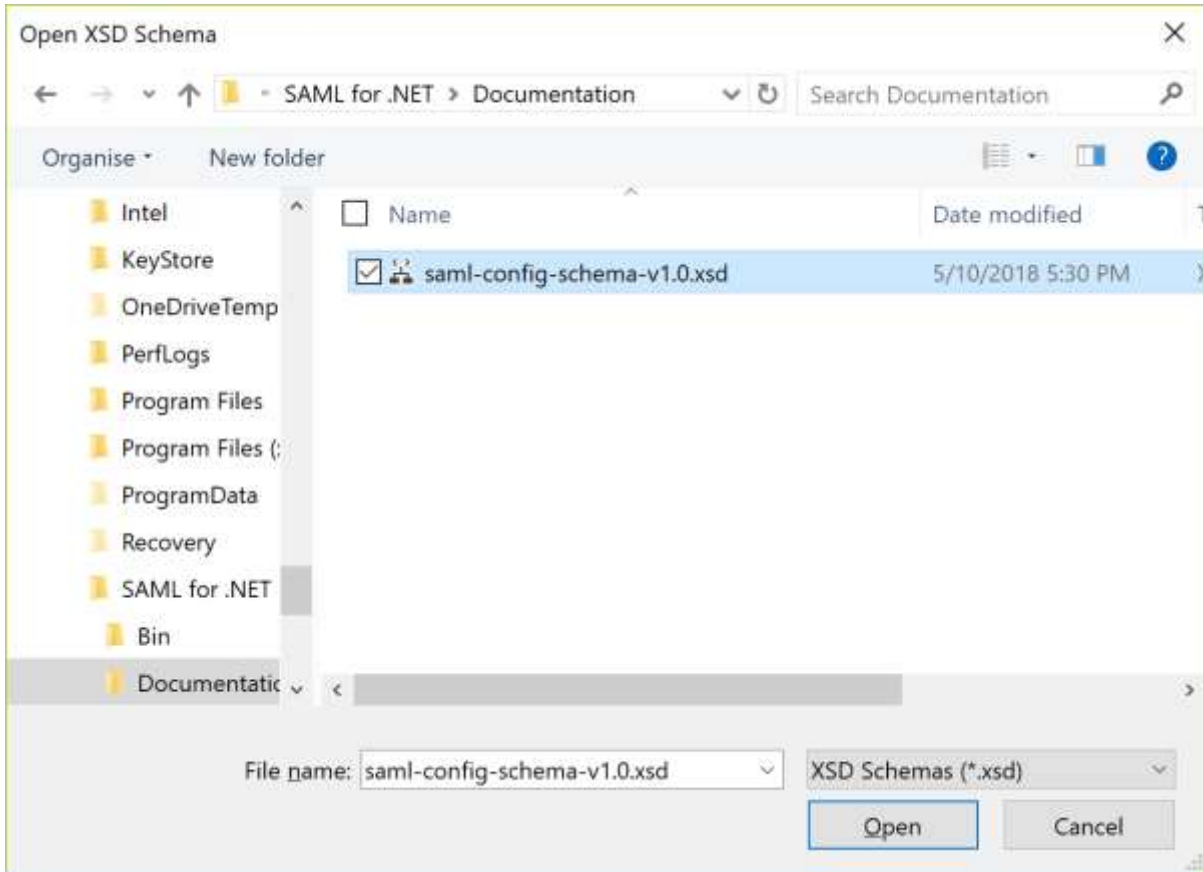 Open XSD Schema
SAML for .NET > Documentation
Search Documentation
Organise
New folder
Name
Date modified
saml-config-schema-v1.0.xsd
5/10/2018 5:30 PM
Intel
KeyStore
OneDriveTemp
PerfLogs
Program Files
Program Files (
ProgramData
Recovery
SAML for .NET
Bin
Documentatic
File name: saml-config-schema-v1.0.xsd
XSD Schemas (*.xsd)
Open
Cancel